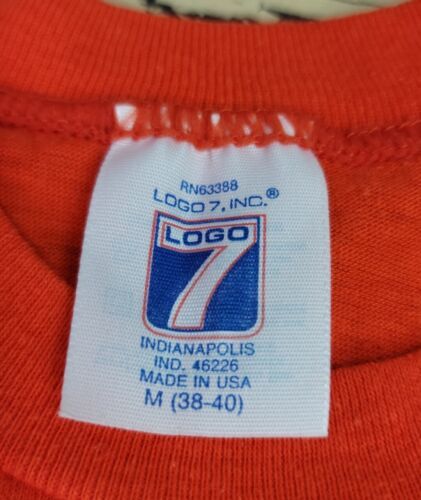 RN63388
LOGO 7, INC.®
LOGO
7
INDIANAPOLIS
IND. 46226
MADE IN USA
M (38-40)